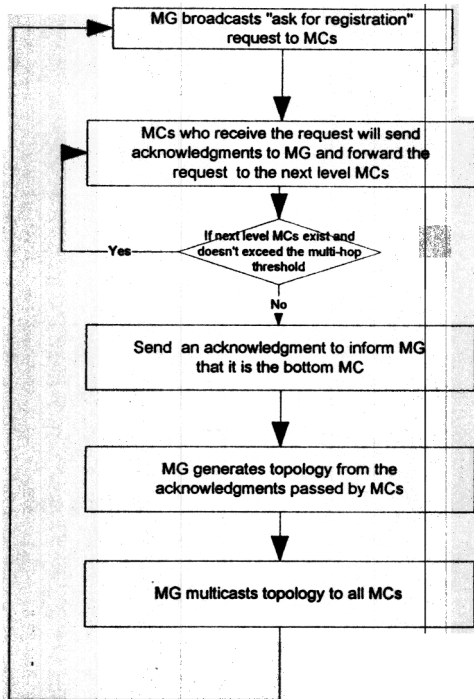 MG broadcasts "ask for registration"
request to MCs
MCs who receive the request will send
acknowledgments to MG and forward the
request to the next level MCs
If next level MCs exist and
doesn't exceed the multi-hop
threshold
Yes
No
Send an acknowledgment to inform MG
that it is the bottom MC
MG generates topology from the
acknowledgments passed by MCs
MG multicasts topology to all MCs